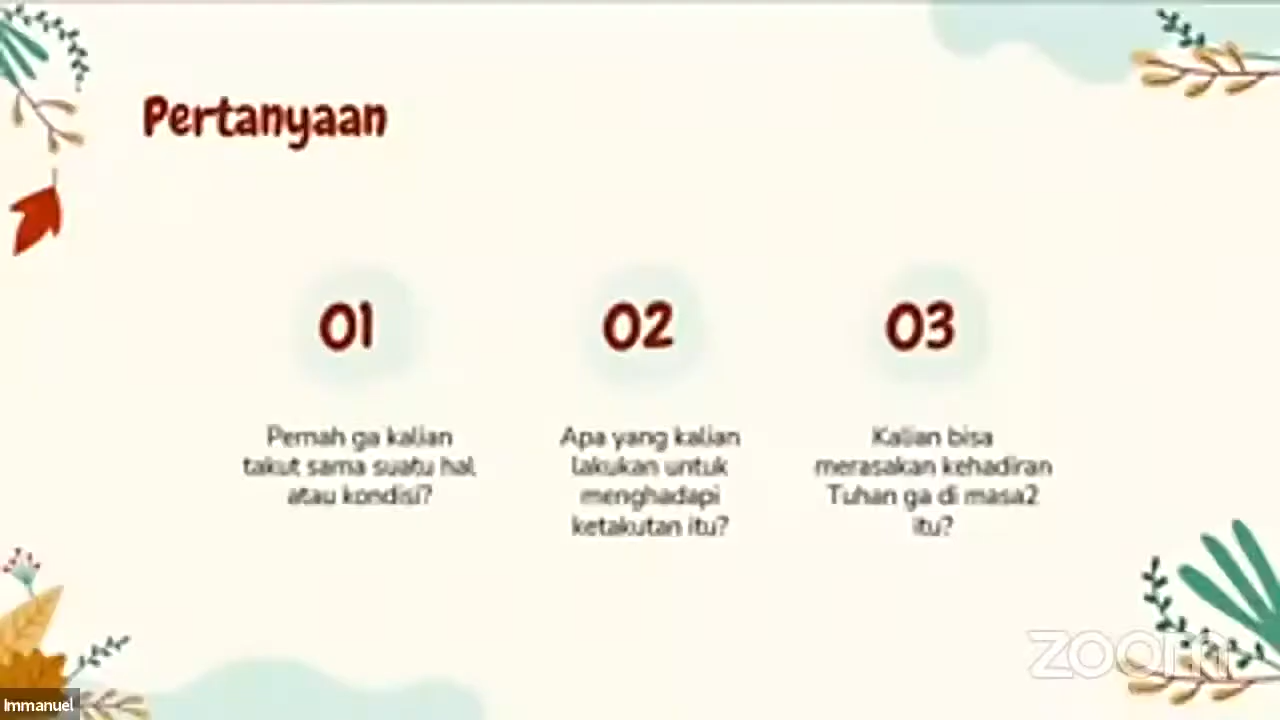 Pertanyaan
01
Pernah ga kalian
takut sama suatu hal
atau kondisi?
02
Apa yang kalian
lakukan untuk
menghadapi
ketakutan itu?
03
Kalian bisa
merasakan kehadiran
Tuhan ga di masa2
itu?
zoom
Immanuel